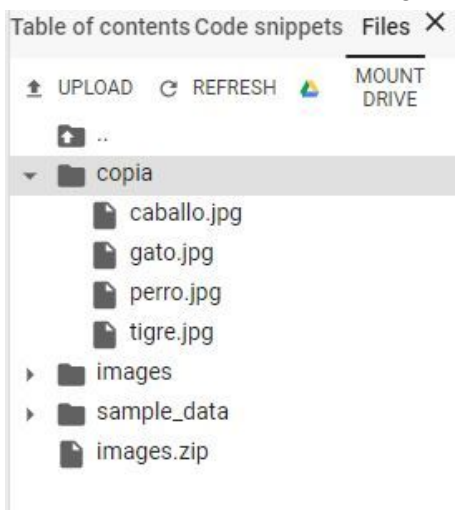 Table of contents Code snippets Files ×
UPLOAD REFRESH MOUNT DRIVE
..
copia
caballo.jpg
gato.jpg
perro.jpg
tigre.jpg
images
sample_data
images.zip